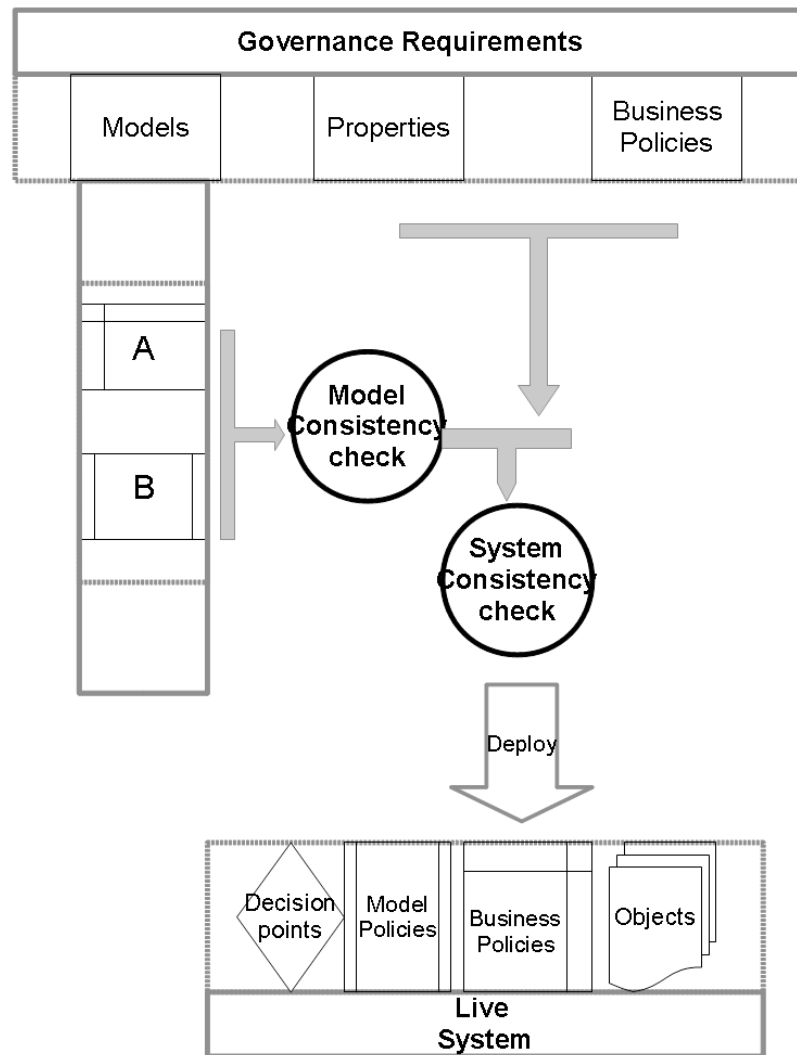 Governance Requirements
Models
Properties
Business
Policies
A
B
Model
Consistency
check
System
Consistency
check
Deploy
Decision
points
Model
Policies
Business
Policies
Objects
Live
System